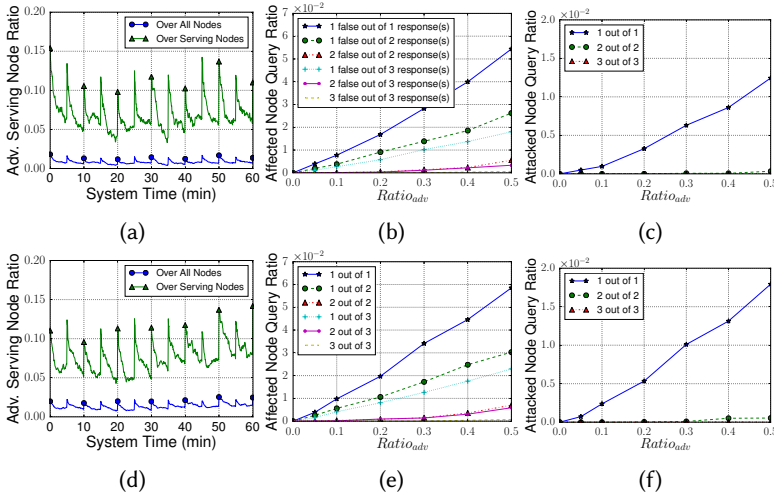 0.20
0.15
0.10
0.05
0.00
Adv. Serving Node Ratio
Over All Nodes
Over Serving Nodes
0 10 20 30 40 50 60
System Time (min)
(a)
×10⁻²
7
6
5
4
3
2
1
0
Affected Node Query Ratio
1 false out of 1 response(s)
1 false out of 2 response(s)
2 false out of 2 response(s)
1 false out of 3 response(s)
2 false out of 3 response(s)
3 false out of 3 response(s)
0.0 0.1 0.2 0.3 0.4 0.5
Ratio_adv
(b)
×10⁻²
2.0
1.5
1.0
0.5
0.0
Attacked Node Query Ratio
1 out of 1
2 out of 2
3 out of 3
0.0 0.1 0.2 0.3 0.4 0.5
Ratio_adv
(c)
0.20
0.15
0.10
0.05
0.00
Adv. Serving Node Ratio
Over All Nodes
Over Serving Nodes
0 10 20 30 40 50 60
System Time (min)
(d)
×10⁻²
7
6
5
4
3
2
1
0
Affected Node Query Ratio
1 out of 1
1 out of 2
2 out of 2
1 out of 3
2 out of 3
3 out of 3
0.0 0.1 0.2 0.3 0.4 0.5
Ratio_adv
(e)
×10⁻²
2.0
1.5
1.0
0.5
0.0
Attacked Node Query Ratio
1 out of 1
2 out of 2
3 out of 3
0.0 0.1 0.2 0.3 0.4 0.5
Ratio_adv
(f)